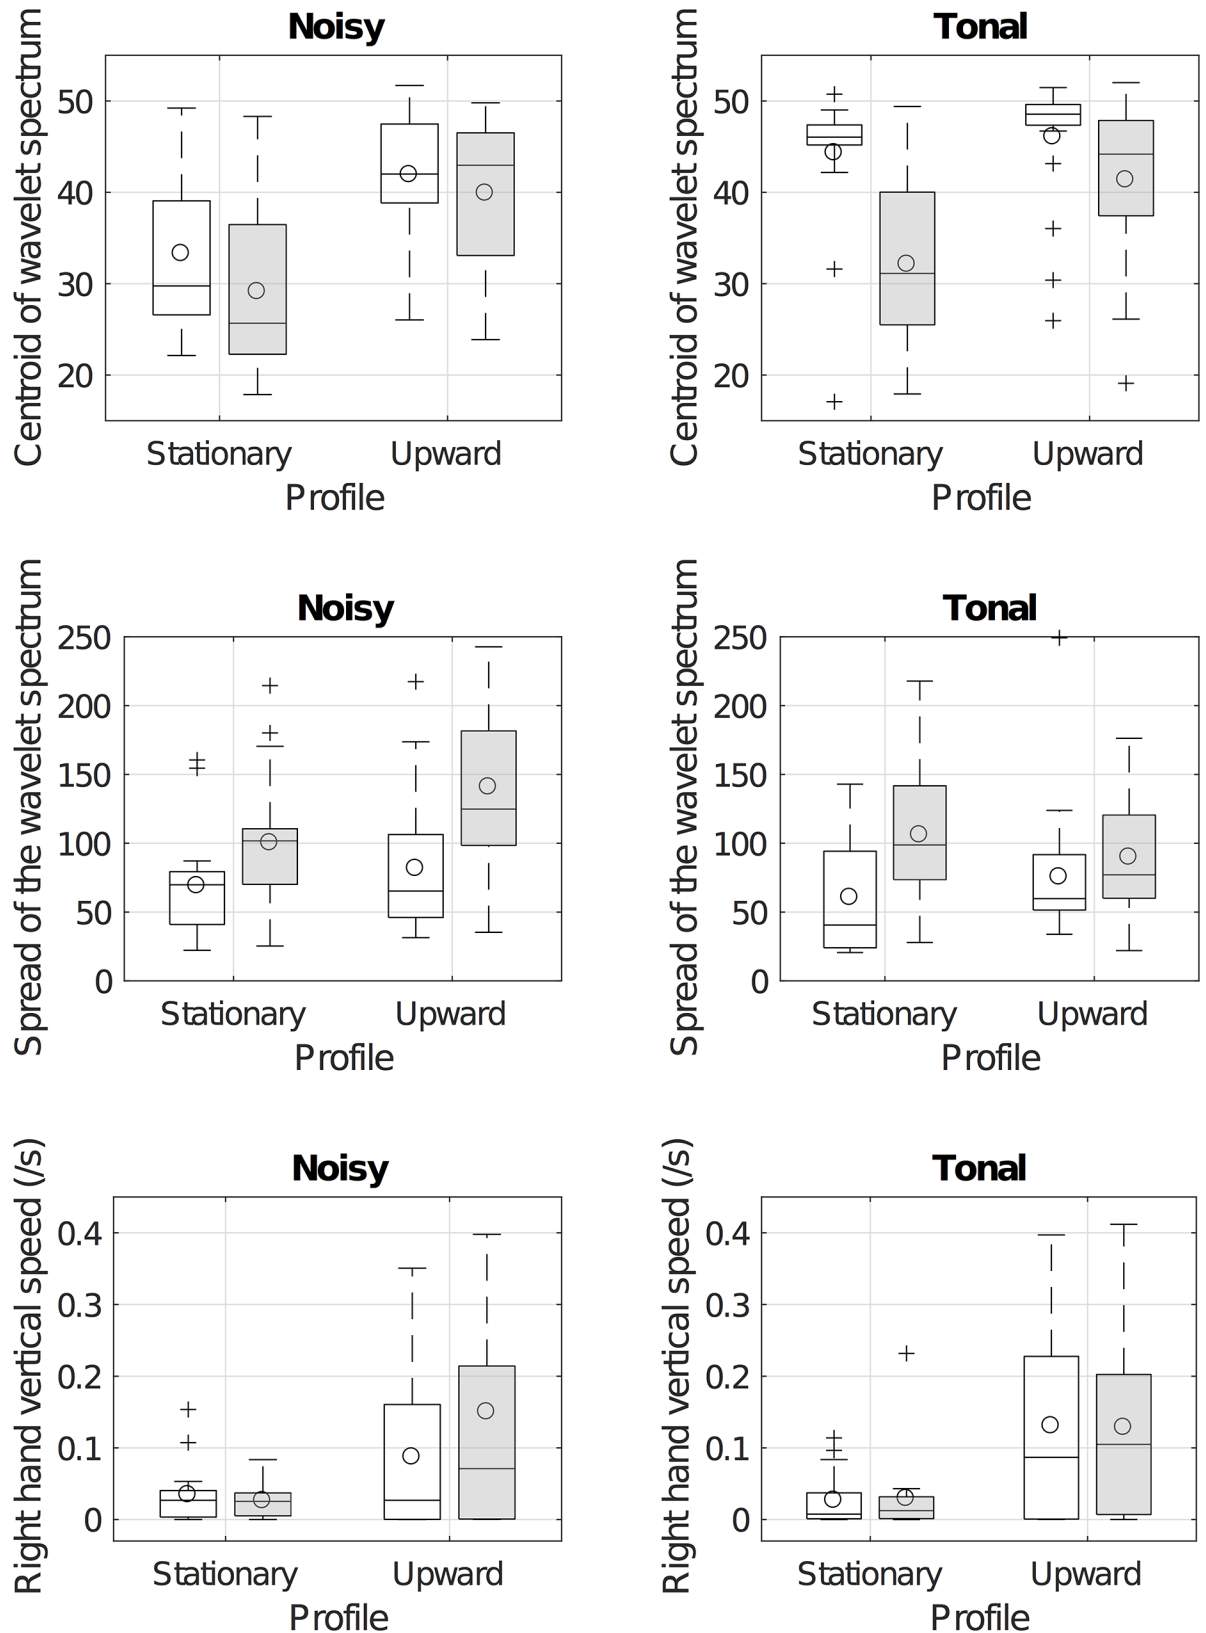 Noisy
Centroid of wavelet spectrum
50
40
30
20
Stationary
Upward
Profile
Tonal
Centroid of wavelet spectrum
50
40
30
20
Stationary
Upward
Profile
Noisy
Spread of the wavelet spectrum
250
200
150
100
50
0
Stationary
Upward
Profile
Tonal
Spread of the wavelet spectrum
250
200
150
100
50
0
Stationary
Upward
Profile
Noisy
Right hand vertical speed (/s)
0.4
0.3
0.2
0.1
0
Stationary
Upward
Profile
Tonal
Right hand vertical speed (/s)
0.4
0.3
0.2
0.1
0
Stationary
Upward
Profile